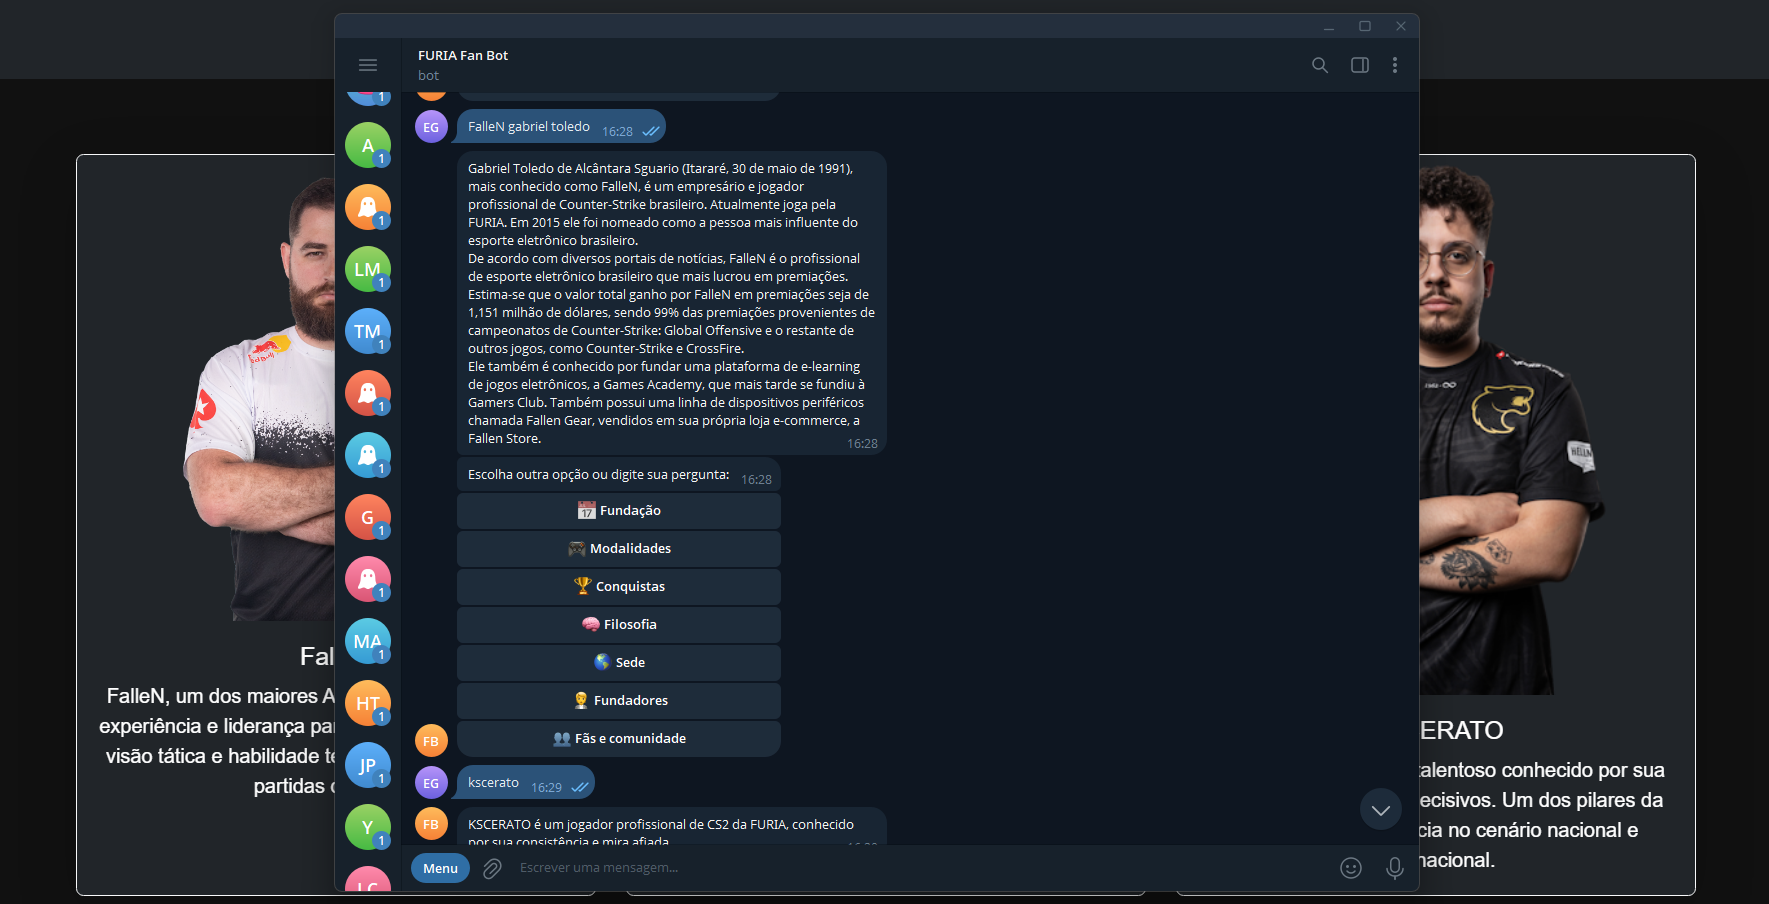 FURIA Fan Bot
bot
A
1
1
LM
1
TM
1
1
1
G
1
1
MA
1
HT
1
JP
1
Y
1
EG
FalleN gabriel toledo 16:28
Gabriel Toledo de Alcântara Sguario (Itararé, 30 de maio de 1991),
mais conhecido como FalleN, é um empresário e jogador
profissional de Counter-Strike brasileiro. Atualmente joga pela
FURIA. Em 2015 ele foi nomeado como a pessoa mais influente do
esporte eletrônico brasileiro.
De acordo com diversos portais de notícias, FalleN é o profissional
de esporte eletrônico brasileiro que mais lucrou em premiações.
Estima-se que o valor total ganho por FalleN em premiações seja de
1,151 milhão de dólares, sendo 99% das premiações provenientes de
campeonatos de Counter-Strike: Global Offensive e o restante de
outros jogos, como Counter-Strike e CrossFire.
Ele também é conhecido por fundar uma plataforma de e-learning
de jogos eletrônicos, a Games Academy, que mais tarde se fundiu à
Gamers Club. Também possui uma linha de dispositivos periféricos
chamada Fallen Gear, vendidos em sua própria loja e-commerce, a
Fallen Store.
16:28
Escolha outra opção ou digite sua pergunta: 16:28
17 Fundação
Modalidades
Conquistas
Filosofia
Sede
Fundadores
Fãs e comunidade
FB
EG
kscerato 16:29
FB
KSCERATO é um jogador profissional de CS2 da FURIA, conhecido
por sua consistência e mira afiada
Menu
Escrever uma mensagem...
Fal
FalleN, um dos maiores A
experiência e liderança pa
visão tática e habilidade te
partidas
ERATO
talentoso conhecido por sua
ecisivos. Um dos pilares da
cia no cenário nacional e
nacional.